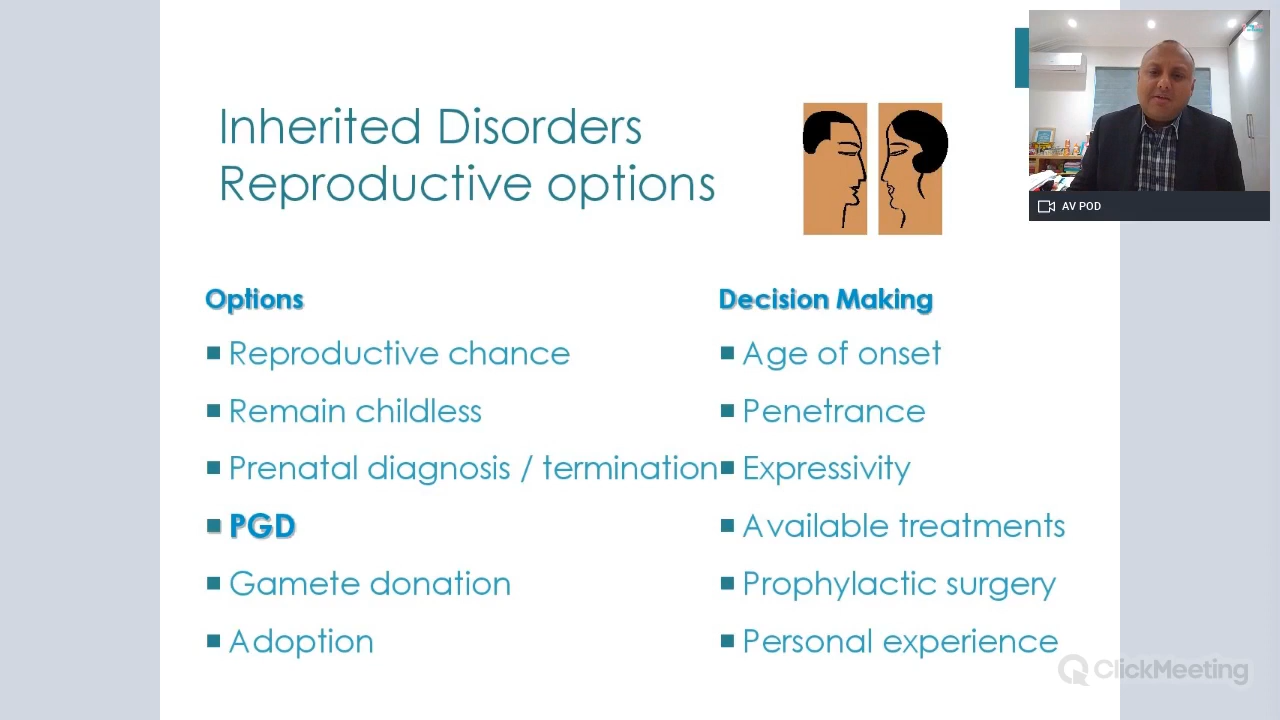 Inherited Disorders
Reproductive options
Options
Reproductive chance
Remain childless
Prenatal diagnosis / termination
PGD
Gamete donation
Adoption
Decision Making
Age of onset
Penetrance
Expressivity
Available treatments
Prophylactic surgery
Personal experience
AV POD
ClickMeeting